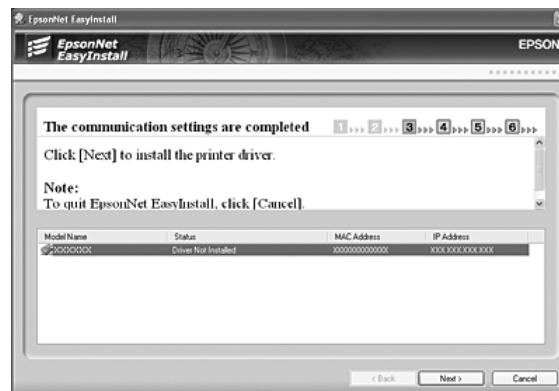 EpsonNet EasyInstall
EpsonNet
EasyInstall
EPSON
The communication settings are completed 1 2 3 4 5 6
Click [Next] to install the printer driver.
Note:
To quit EpsonNet EasyInstall, click [Cancel].
Model Name Status MAC Address IP Address
XXXXXXX Driver Not Installed XXXXXXXXXXXX XXX.XXX.XXX.XXX
< Back Next > Cancel